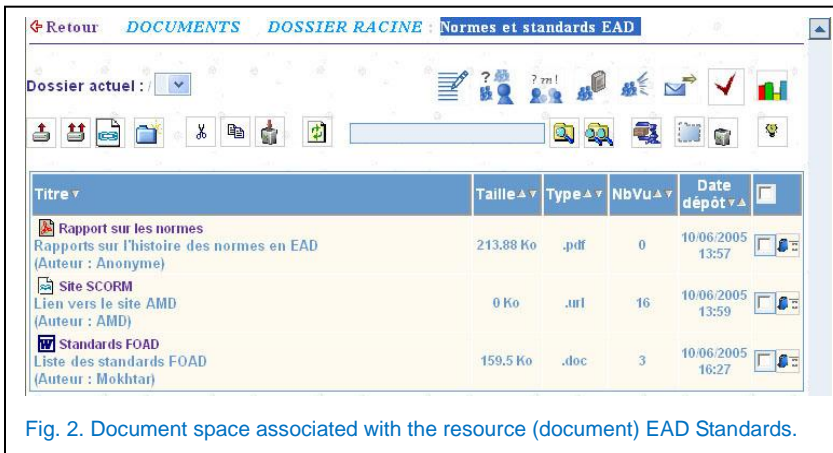 Retour DOCUMENTS DOSSIER RACINE : Normes et standards EAD
Dossier actuel : /
Titre Taille Type NbVu Date dépôt
Rapport sur les normes
Rapports sur l'histoire des normes en EAD
(Auteur : Anonyme)
213.88 Ko .pdf 0 10/06/2005 13:57
Site SCORM
Lien vers le site AMD
(Auteur : AMD)
0 Ko .url 16 10/06/2005 13:59
Standards FOAD
Liste des standards FOAD
(Auteur : Mokhtar)
159.5 Ko .doc 3 10/06/2005 16:27
Fig. 2. Document space associated with the resource (document) EAD Standards.